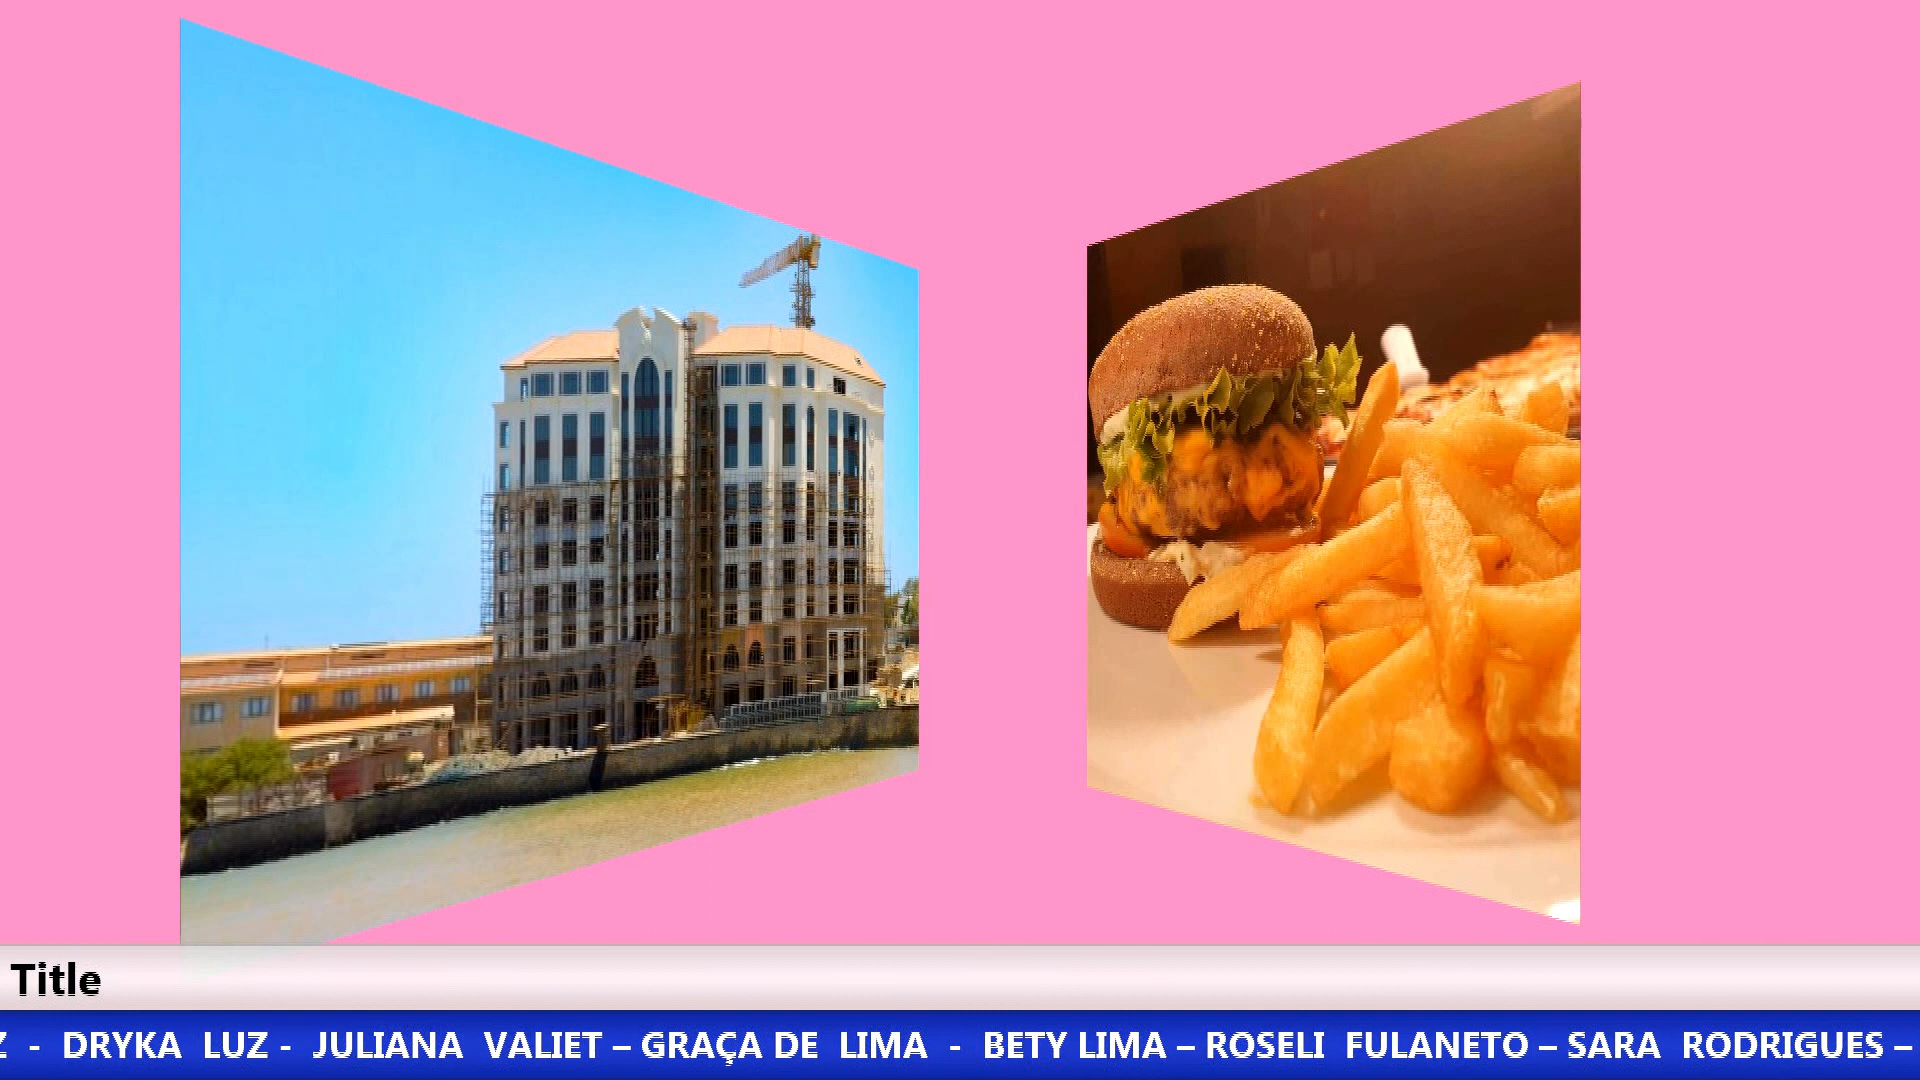 Title
- DRYKA LUZ - JULIANA VALIET – GRAÇA DE LIMA - BETY LIMA – ROSELI FULANETO – SARA RODRIGUES –